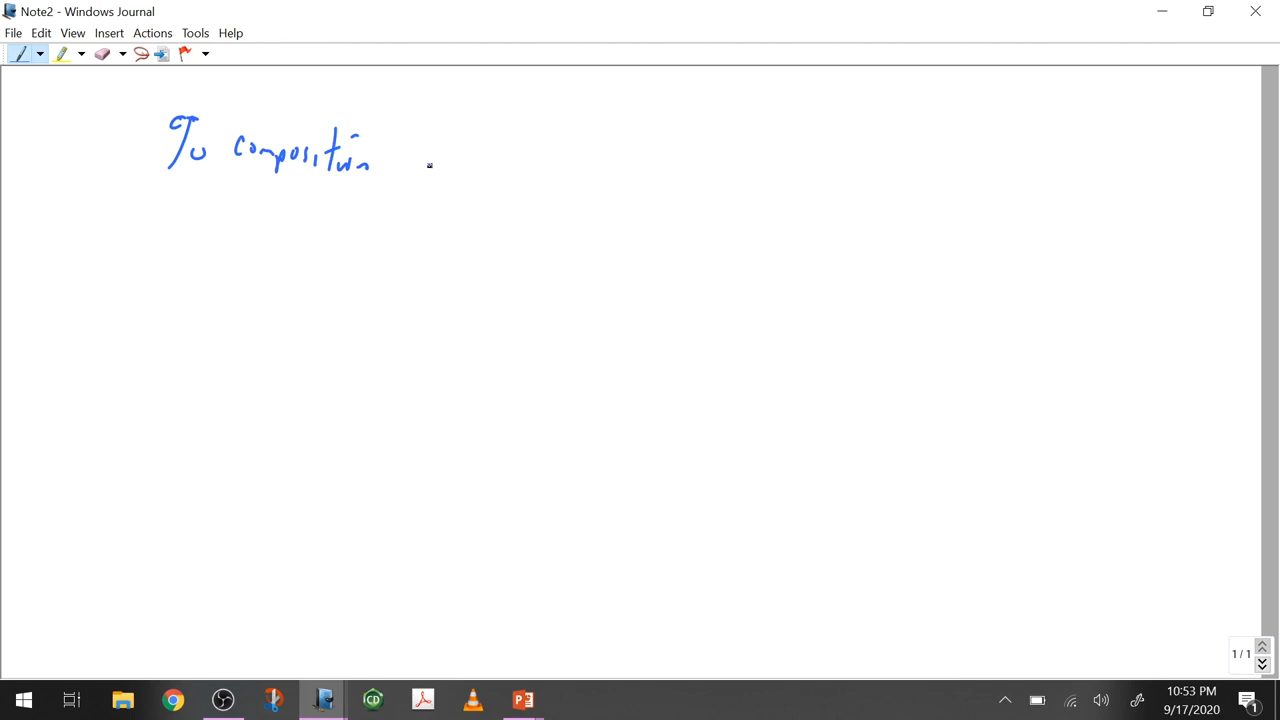 Note2 - Windows Journal
File Edit View Insert Actions Tools Help
% composition
1 / 1
10:53 PM
9/17/2020